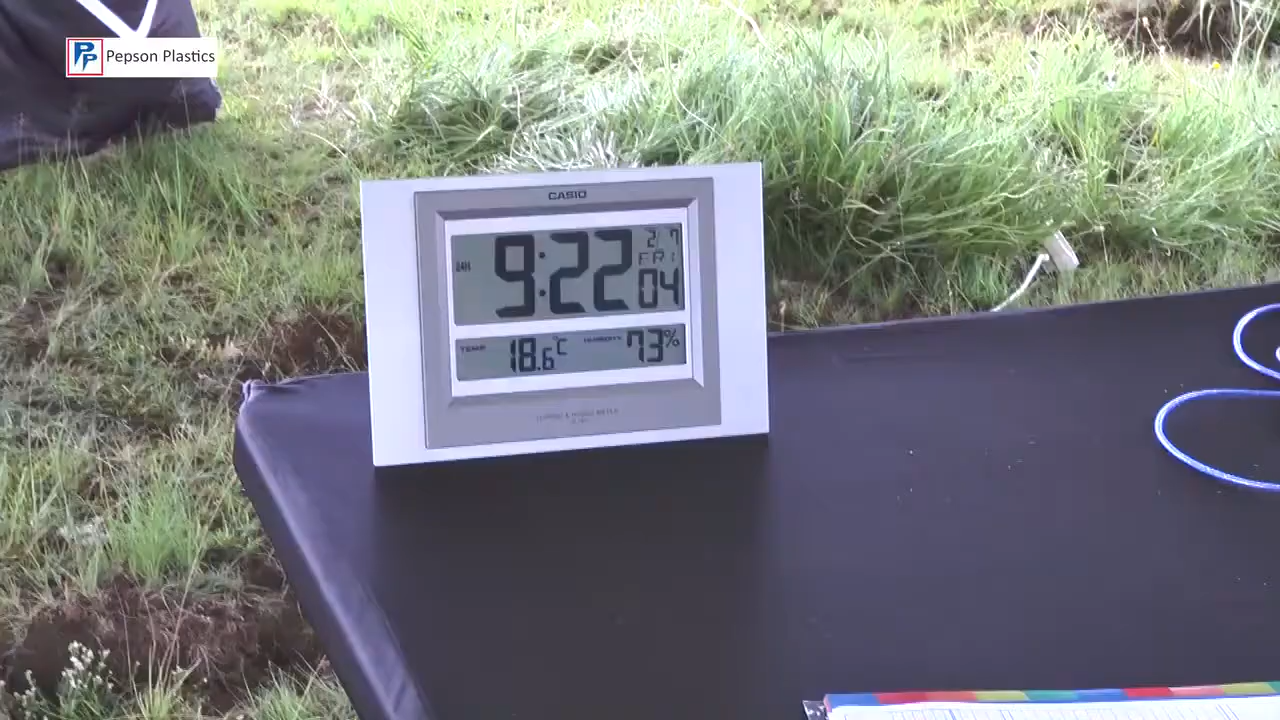 Pepson Plastics
CASIO
24H
9:22
2/7
FRI
04
TEMP
18.6°C
HUMIDITY
73%